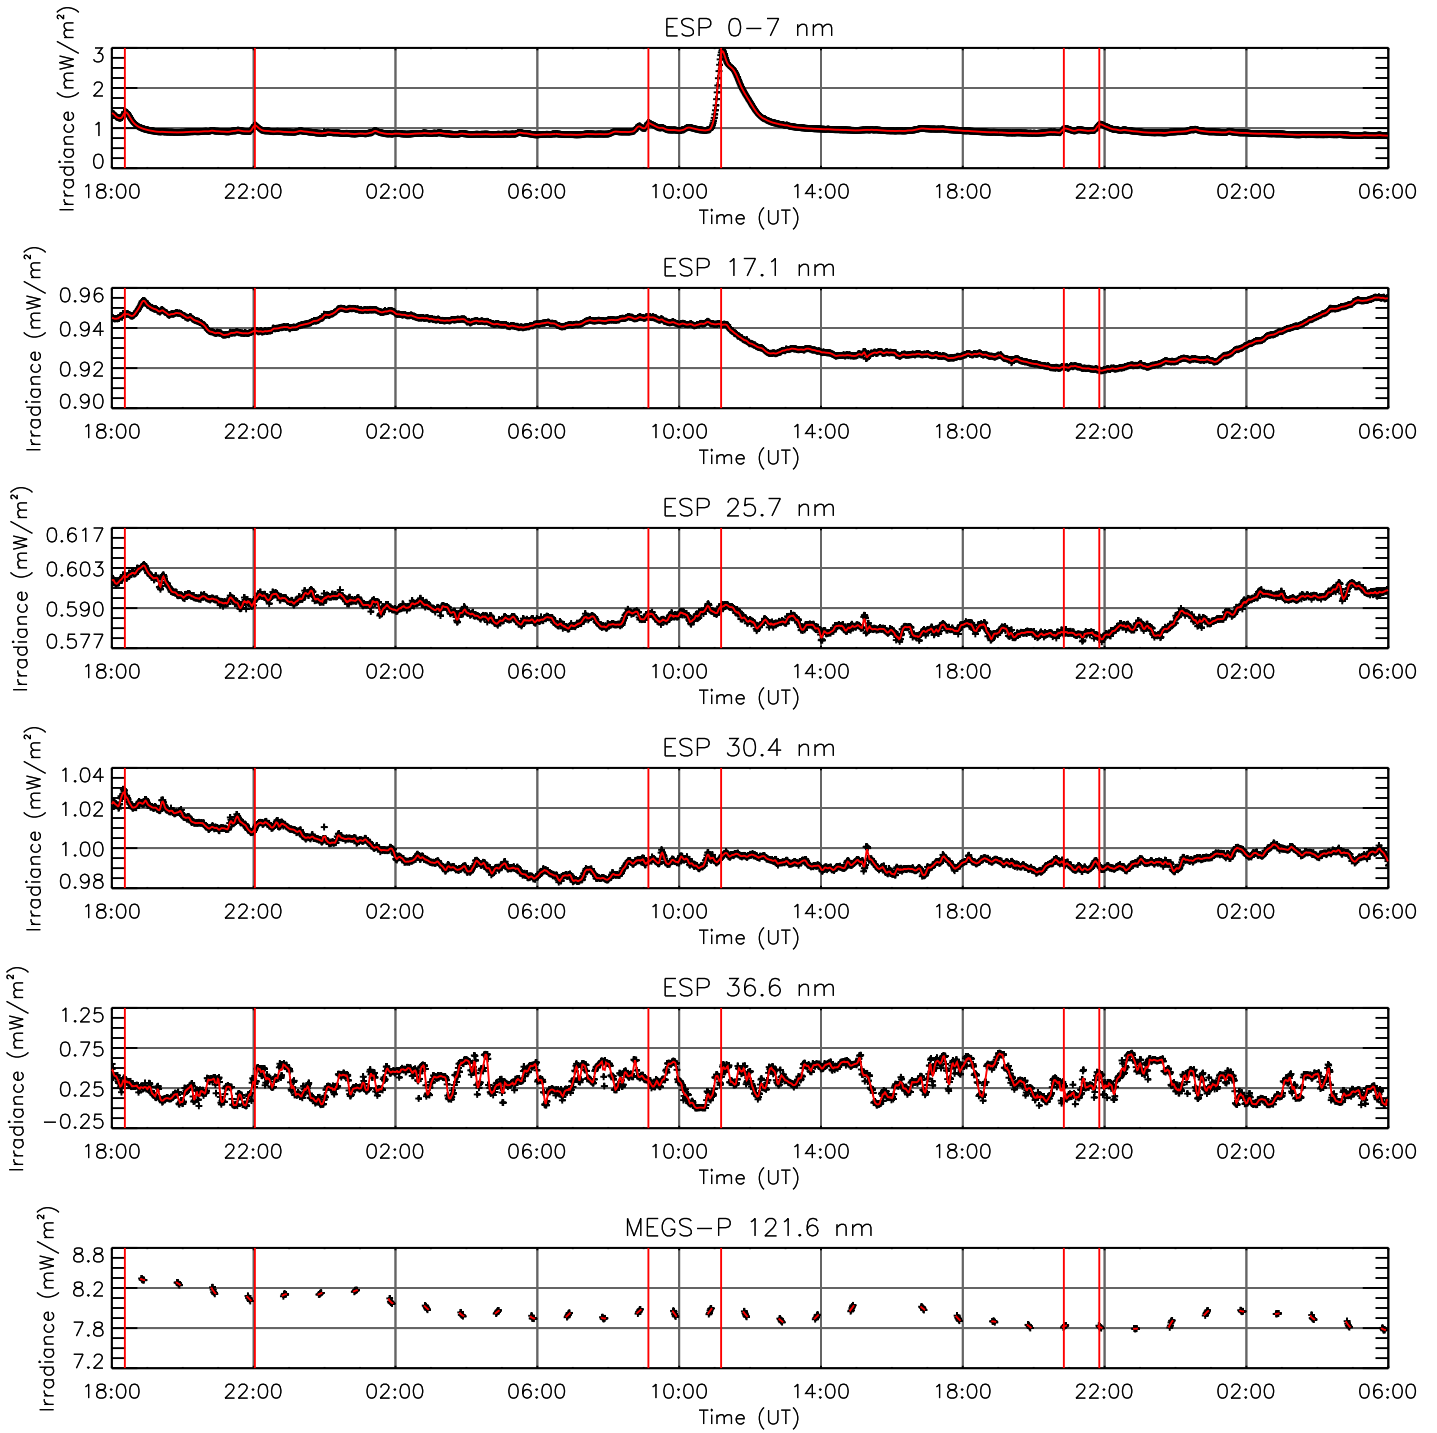 ESP 0−7 nm
Irradiance (mW/m²)
3
2
1
0
18:00 22:00 02:00 06:00 10:00 14:00 18:00 22:00 02:00 06:00
Time (UT)
ESP 17.1 nm
Irradiance (mW/m²)
0.96
0.94
0.92
0.90
18:00 22:00 02:00 06:00 10:00 14:00 18:00 22:00 02:00 06:00
Time (UT)
ESP 25.7 nm
Irradiance (mW/m²)
0.617
0.603
0.590
0.577
18:00 22:00 02:00 06:00 10:00 14:00 18:00 22:00 02:00 06:00
Time (UT)
ESP 30.4 nm
Irradiance (mW/m²)
1.04
1.02
1.00
0.98
18:00 22:00 02:00 06:00 10:00 14:00 18:00 22:00 02:00 06:00
Time (UT)
ESP 36.6 nm
Irradiance (mW/m²)
1.25
0.75
0.25
−0.25
18:00 22:00 02:00 06:00 10:00 14:00 18:00 22:00 02:00 06:00
Time (UT)
MEGS−P 121.6 nm
Irradiance (mW/m²)
8.8
8.2
7.8
7.2
18:00 22:00 02:00 06:00 10:00 14:00 18:00 22:00 02:00 06:00
Time (UT)